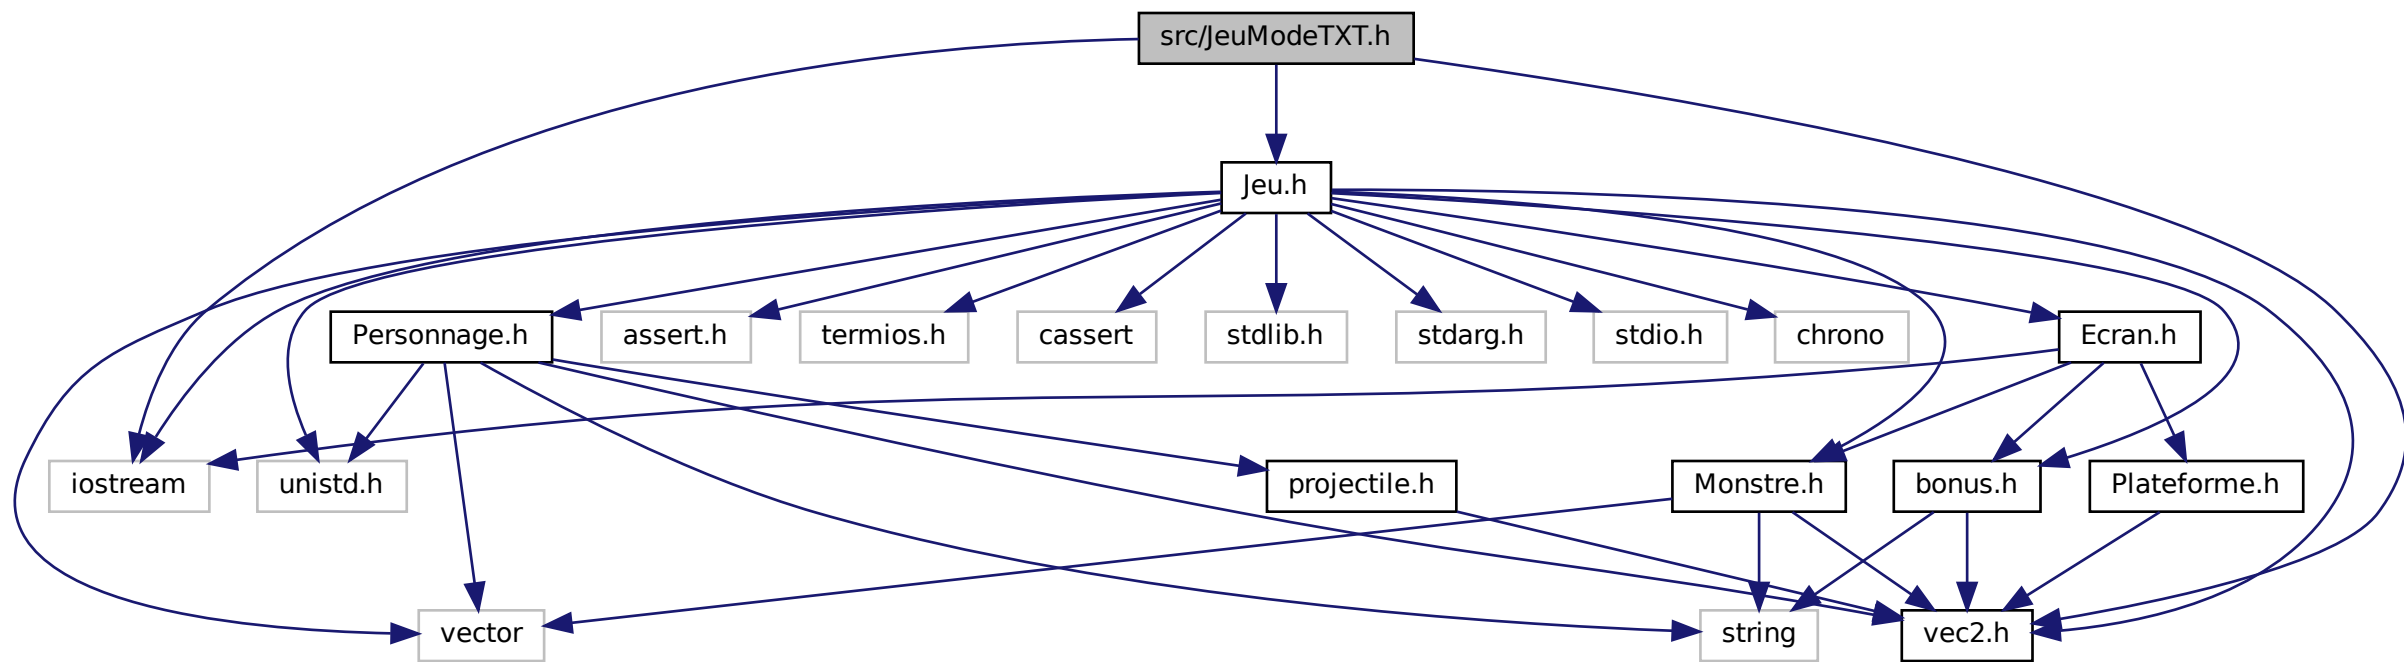 src/JeuModeTXT.h
Jeu.h
Personnage.h
assert.h
termios.h
cassert
stdlib.h
stdarg.h
stdio.h
chrono
Ecran.h
iostream
unistd.h
projectile.h
Monstre.h
bonus.h
Plateforme.h
vector
string
vec2.h